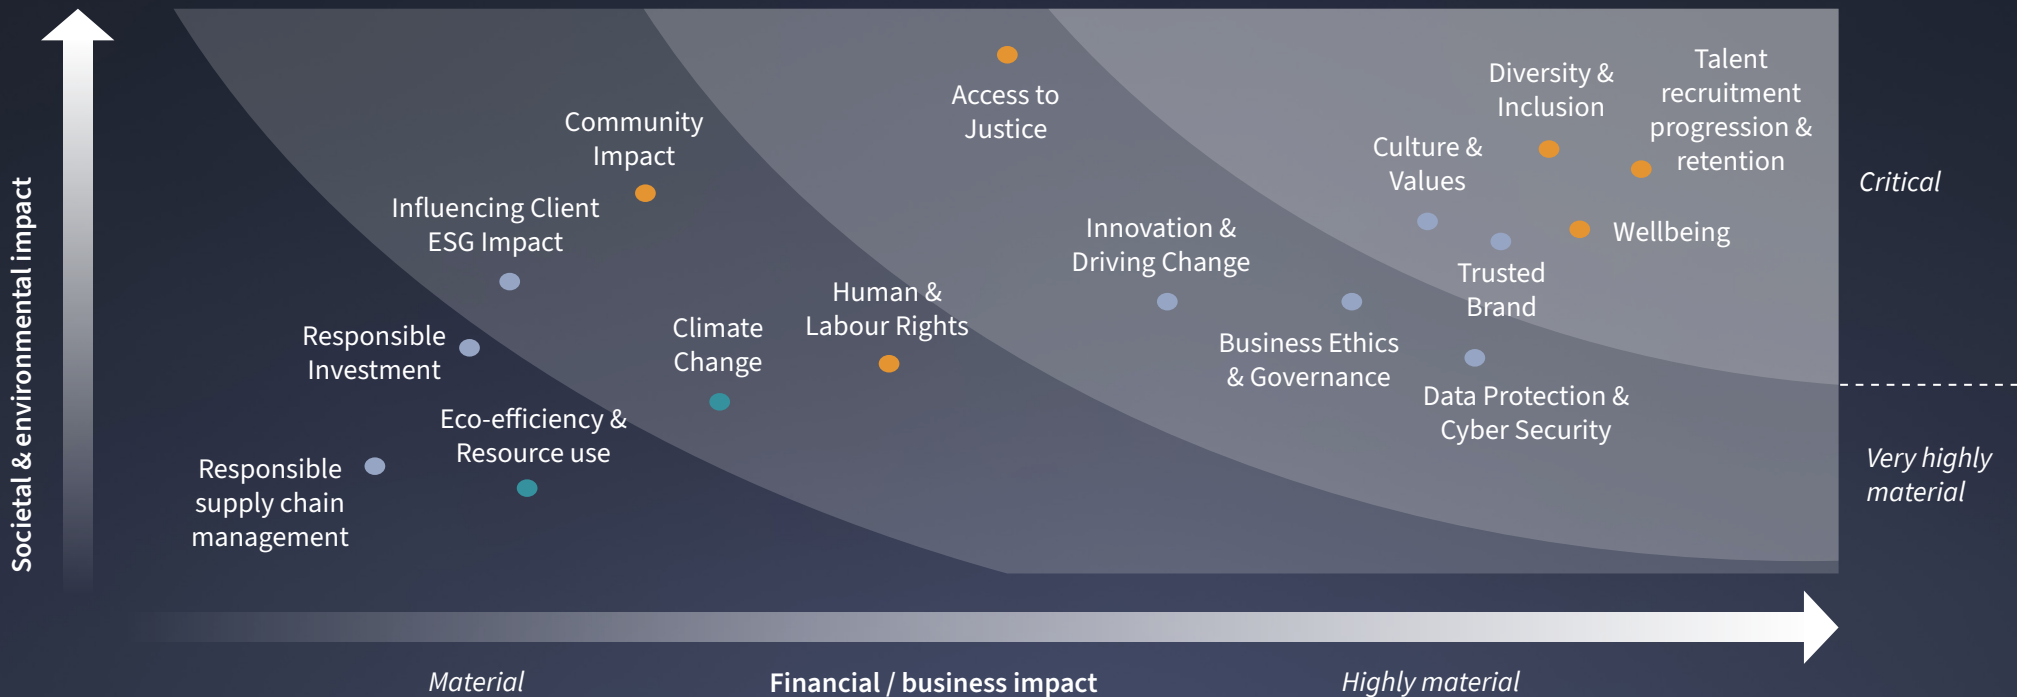 Societal & environmental impact
Community
Impact
Influencing Client
ESG Impact
Responsible
Investment
Eco-efficiency &
Resource use
Responsible
supply chain
management
Climate
Change
Human &
Labour Rights
Access to
Justice
Innovation &
Driving Change
Business Ethics
& Governance
Culture &
Values
Diversity &
Inclusion
Talent
recruitment
progression &
retention
Wellbeing
Trusted
Brand
Data Protection &
Cyber Security
Critical
Very highly
material
Material
Financial / business impact
Highly material